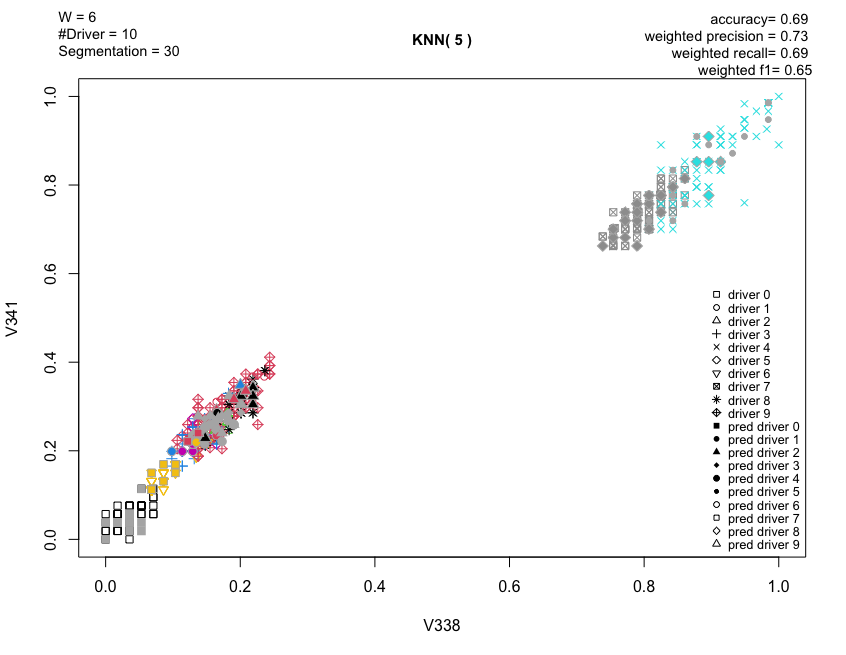 W = 6
#Driver = 10
Segmentation = 30
KNN( 5 )
accuracy= 0.69
weighted precision = 0.73
weighted recall= 0.69
weighted f1= 0.65
V341
1.0
0.8
0.6
0.4
0.2
0.0
driver 0
driver 1
driver 2
driver 3
driver 4
driver 5
driver 6
driver 7
driver 8
driver 9
pred driver 0
pred driver 1
pred driver 2
pred driver 3
pred driver 4
pred driver 5
pred driver 6
pred driver 7
pred driver 8
pred driver 9
0.0 0.2 0.4 0.6 0.8 1.0
V338